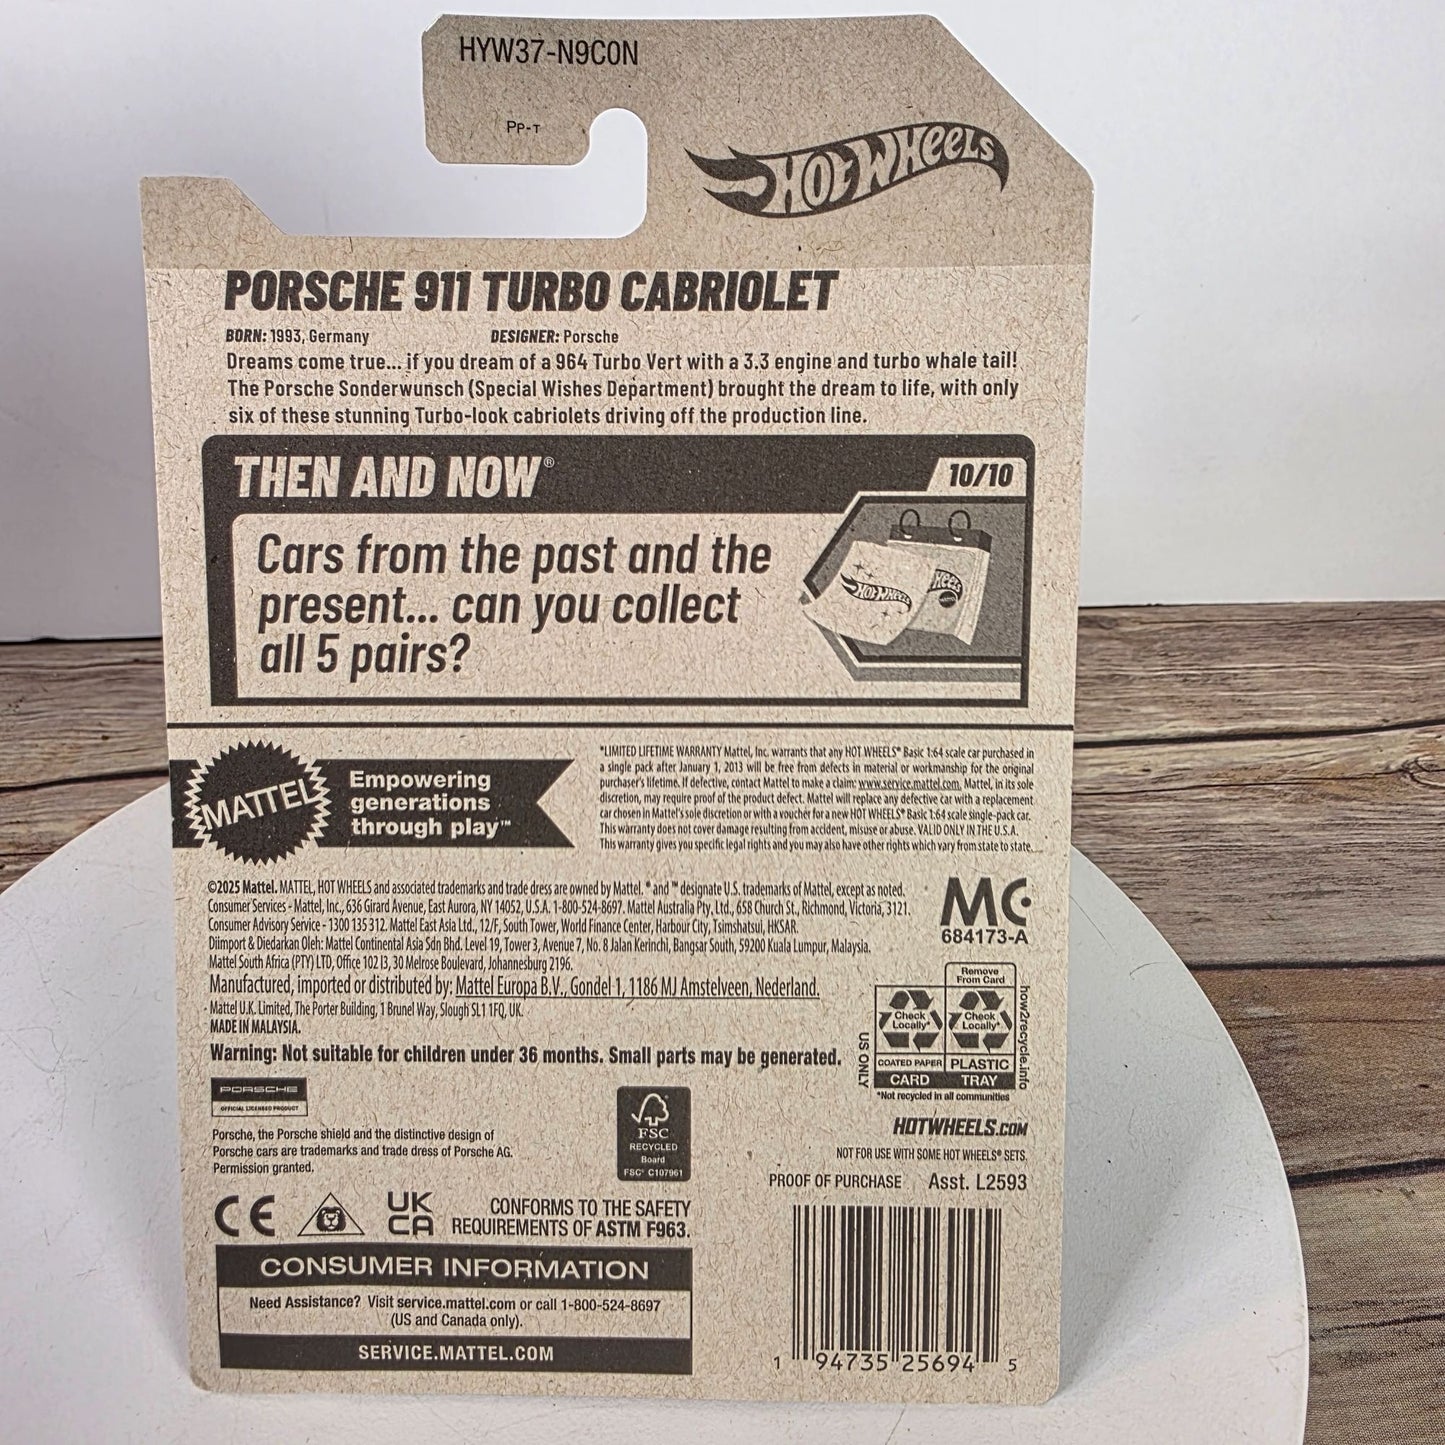 HYW37-N9C0N
Pp-T
HOT WHEELS
PORSCHE 911 TURBO CABRIOLET
BORN: 1993, Germany DESIGNER: Porsche
Dreams come true... if you dream of a 964 Turbo Vert with a 3.3 engine and turbo whale tail!
The Porsche Sonderwunsch (Special Wishes Department) brought the dream to life, with only
six of these stunning Turbo-look cabriolets driving off the production line.
THEN AND NOW® 10/10
Cars from the past and the
present... can you collect
all 5 pairs?
HOT WHEELS
MATTEL
Empowering
generations
through play™
*LIMITED LIFETIME WARRANTY Mattel, Inc. warrants that any HOT WHEELS® Basic 1:64 scale car purchased in
a single pack after January 1, 2013 will be free from defects in material or workmanship for the original
purchaser's lifetime. If defective, contact Mattel to make a claim: www.service.mattel.com. Mattel, in its sole
discretion, may require proof of the product defect. Mattel will replace any defective car with a replacement
car chosen in Mattel's sole discretion or with a voucher for a new HOT WHEELS® Basic 1:64 scale single-pack car.
This warranty does not cover damage resulting from accident, misuse or abuse. VALID ONLY IN THE U.S.A.
This warranty gives you specific legal rights and you may also have other rights which vary from state to state.
©2025 Mattel. MATTEL, HOT WHEELS and associated trademarks and trade dress are owned by Mattel. ® and ™ designate U.S. trademarks of Mattel, except as noted.
Consumer Services - Mattel, Inc., 636 Girard Avenue, East Aurora, NY 14052, U.S.A. 1-800-524-8697. Mattel Australia Pty., Ltd., 658 Church St., Richmond, Victoria, 3121.
Consumer Advisory Service - 1300 135 312. Mattel East Asia Ltd., 12/F, South Tower, World Finance Center, Harbour City, Tsimshatsui, HKSAR.
Diimport & Diedarkan Oleh: Mattel Continental Asia Sdn Bhd. Level 19, Tower 3, Avenue 7, No. 8 Jalan Kerinchi, Bangsar South, 59200 Kuala Lumpur, Malaysia.
Mattel South Africa (PTY) LTD, Office 102 I3, 30 Melrose Boulevard, Johannesburg 2196.
Manufactured, imported or distributed by: Mattel Europa B.V., Gondel 1, 1186 MJ Amstelveen, Nederland.
Mattel U.K. Limited, The Porter Building, 1 Brunel Way, Slough SL1 1FQ, UK.
MADE IN MALAYSIA.
Warning: Not suitable for children under 36 months. Small parts may be generated.
MC
684173-A
Remove
From Card
Check
Locally*
Check
Locally*
COATED PAPER PLASTIC
CARD TRAY
*Not recycled in all communities
US ONLY
how2recycle.info
PORSCHE
OFFICIAL LICENSED PRODUCT
Porsche, the Porsche shield and the distinctive design of
Porsche cars are trademarks and trade dress of Porsche AG.
Permission granted.
FSC
RECYCLED
Board
FSC® C107961
HOTWHEELS.COM
NOT FOR USE WITH SOME HOT WHEELS® SETS.
PROOF OF PURCHASE Asst. L2593
CE
UK
CA
CONFORMS TO THE SAFETY
REQUIREMENTS OF ASTM F963.
CONSUMER INFORMATION
Need Assistance? Visit service.mattel.com or call 1-800-524-8697
(US and Canada only).
SERVICE.MATTEL.COM
1 94735 25694 5